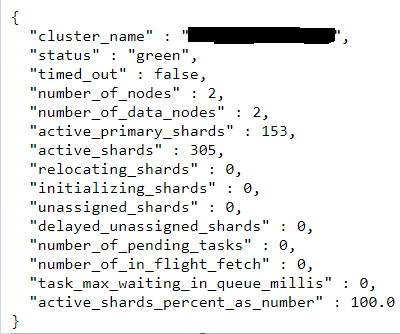 {
"cluster_name" : "",
"status" : "green",
"timed_out" : false,
"number_of_nodes" : 2,
"number_of_data_nodes" : 2,
"active_primary_shards" : 153,
"active_shards" : 305,
"relocating_shards" : 0,
"initializing_shards" : 0,
"unassigned_shards" : 0,
"delayed_unassigned_shards" : 0,
"number_of_pending_tasks" : 0,
"number_of_in_flight_fetch" : 0,
"task_max_waiting_in_queue_millis" : 0,
"active_shards_percent_as_number" : 100.0
}